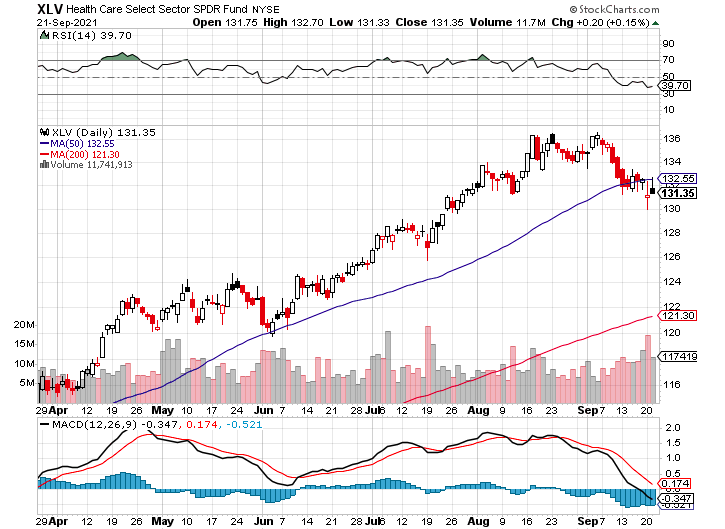 XLV Health Care Select Sector SPDR Fund NYSE © StockCharts.com
21-Sep-2021 Open 131.75 High 132.70 Low 131.33 Close 131.35 Volume 11.7M Chg +0.20 (+0.15%)
RSI(14) 39.70
90
70
50
39.70
30
10
XLV (Daily) 131.35
MA(50) 132.55
MA(200) 121.30
Volume 11,741,913
136
134
132.55
131.35
130
128
126
124
122
121.30
120
117419
116
20M
15M
10M
5M
29 Apr 12 19 26 May 10 17 24 Jun 7 14 21 28 Jul 6 12 19 26 Aug 9 16 23 Sep 7 13 20
MACD(12,26,9) -0.347, 0.174, -0.521
2.0
1.5
1.0
0.5
0.174
-0.347
-0.521
29 Apr 12 19 26 May 10 17 24 Jun 7 14 21 28 Jul 6 12 19 26 Aug 9 16 23 Sep 7 13 20